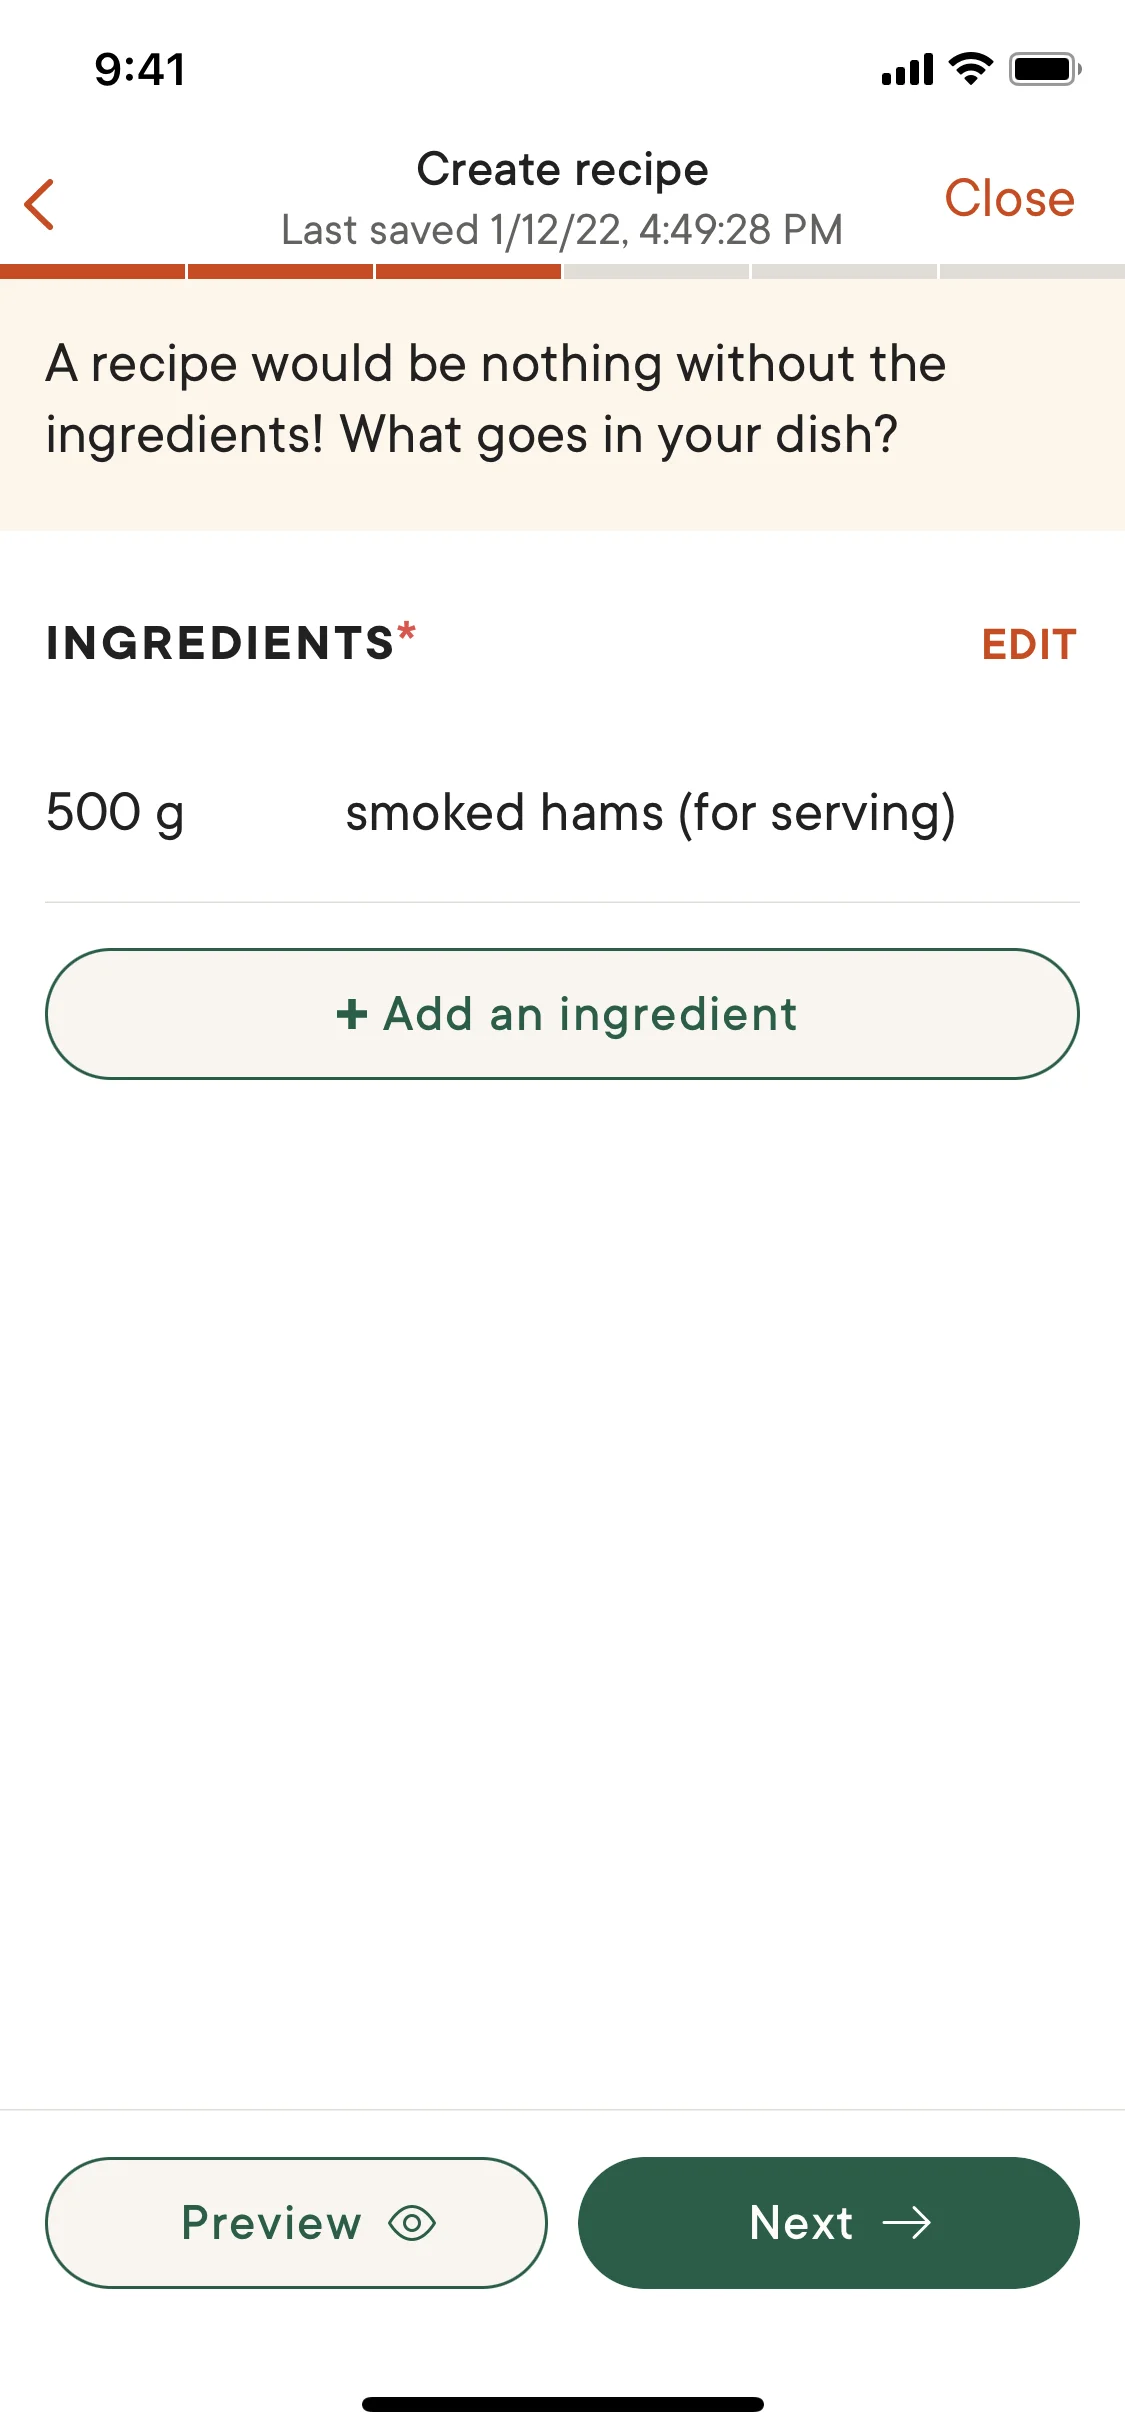 9:41
Create recipe
Close
Last saved 1/12/22, 4:49:28 PM
A recipe would be nothing without the
ingredients! What goes in your dish?
INGREDIENTS*
EDIT
500 g smoked hams (for serving)
+ Add an ingredient
Preview
Next →